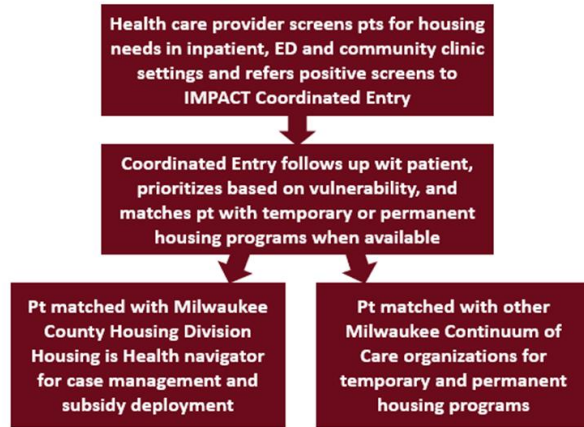 Health care provider screens pts for housing
needs in inpatient, ED and community clinic
settings and refers positive screens to
IMPACT Coordinated Entry
Coordinated Entry follows up wit patient,
prioritizes based on vulnerability, and
matches pt with temporary or permanent
housing programs when available
Pt matched with Milwaukee
County Housing Division
Housing is Health navigator
for case management and
subsidy deployment
Pt matched with other
Milwaukee Continuum of
Care organizations for
temporary and permanent
housing programs